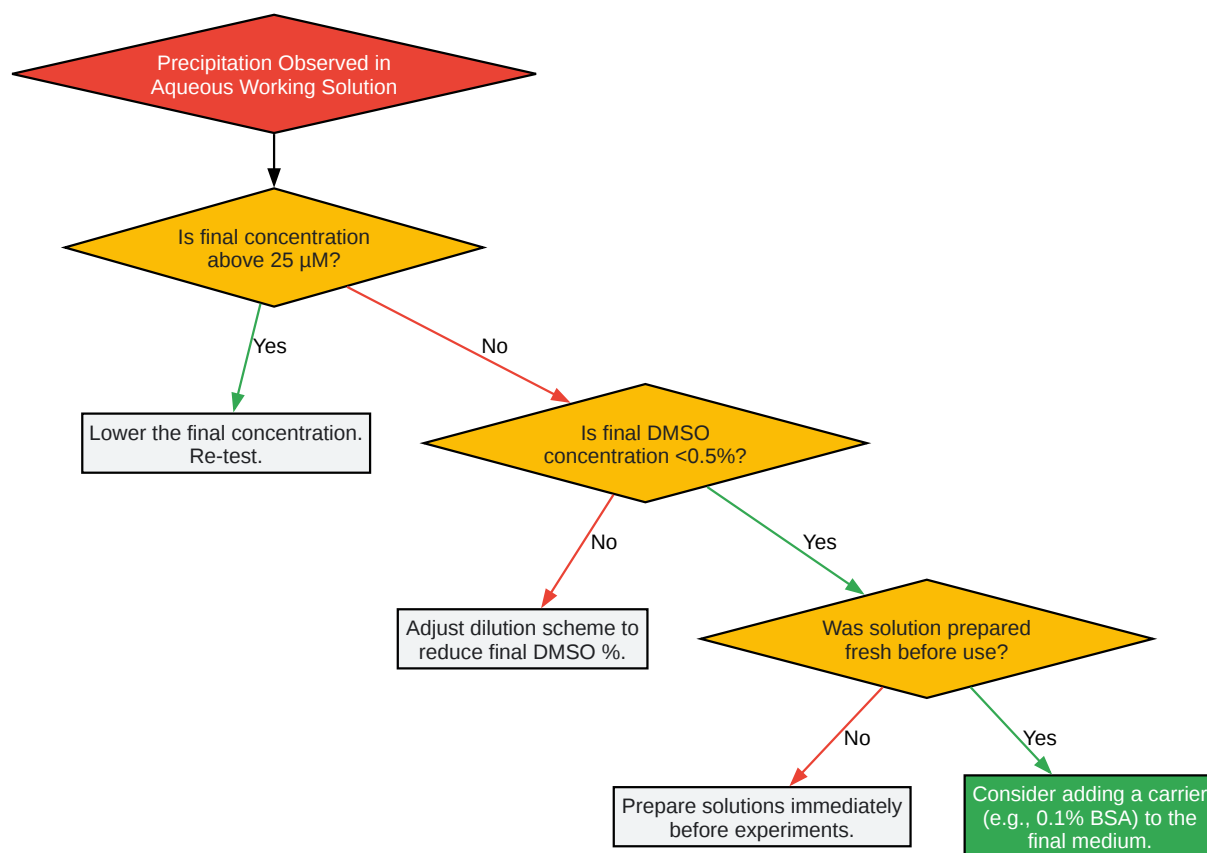 Precipitation Observed in
Aqueous Working Solution
Is final concentration
above 25 µM?
Yes
No
Lower the final concentration.
Re-test.
Is final DMSO
concentration <0.5%?
No
Yes
Adjust dilution scheme to
reduce final DMSO %.
Was solution prepared
fresh before use?
No
Yes
Prepare solutions immediately
before experiments.
Consider adding a carrier
(e.g., 0.1% BSA) to the
final medium.